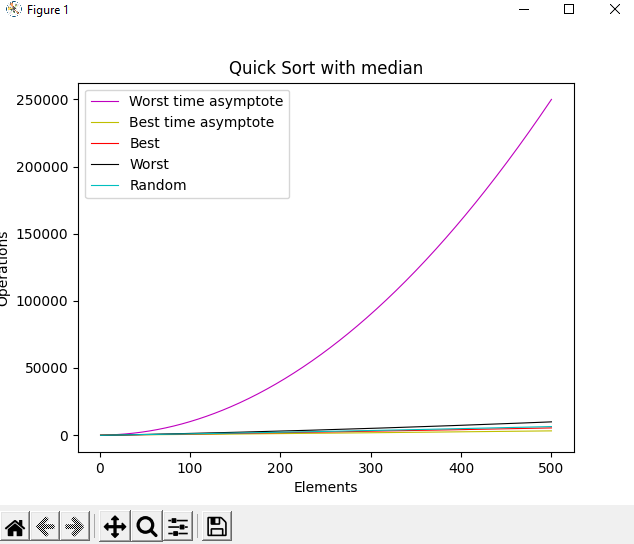 Figure 1
Quick Sort with median
250000
200000
150000
100000
50000
0
Operations
Worst time asymptote
Best time asymptote
Best
Worst
Random
0 100 200 300 400 500
Elements